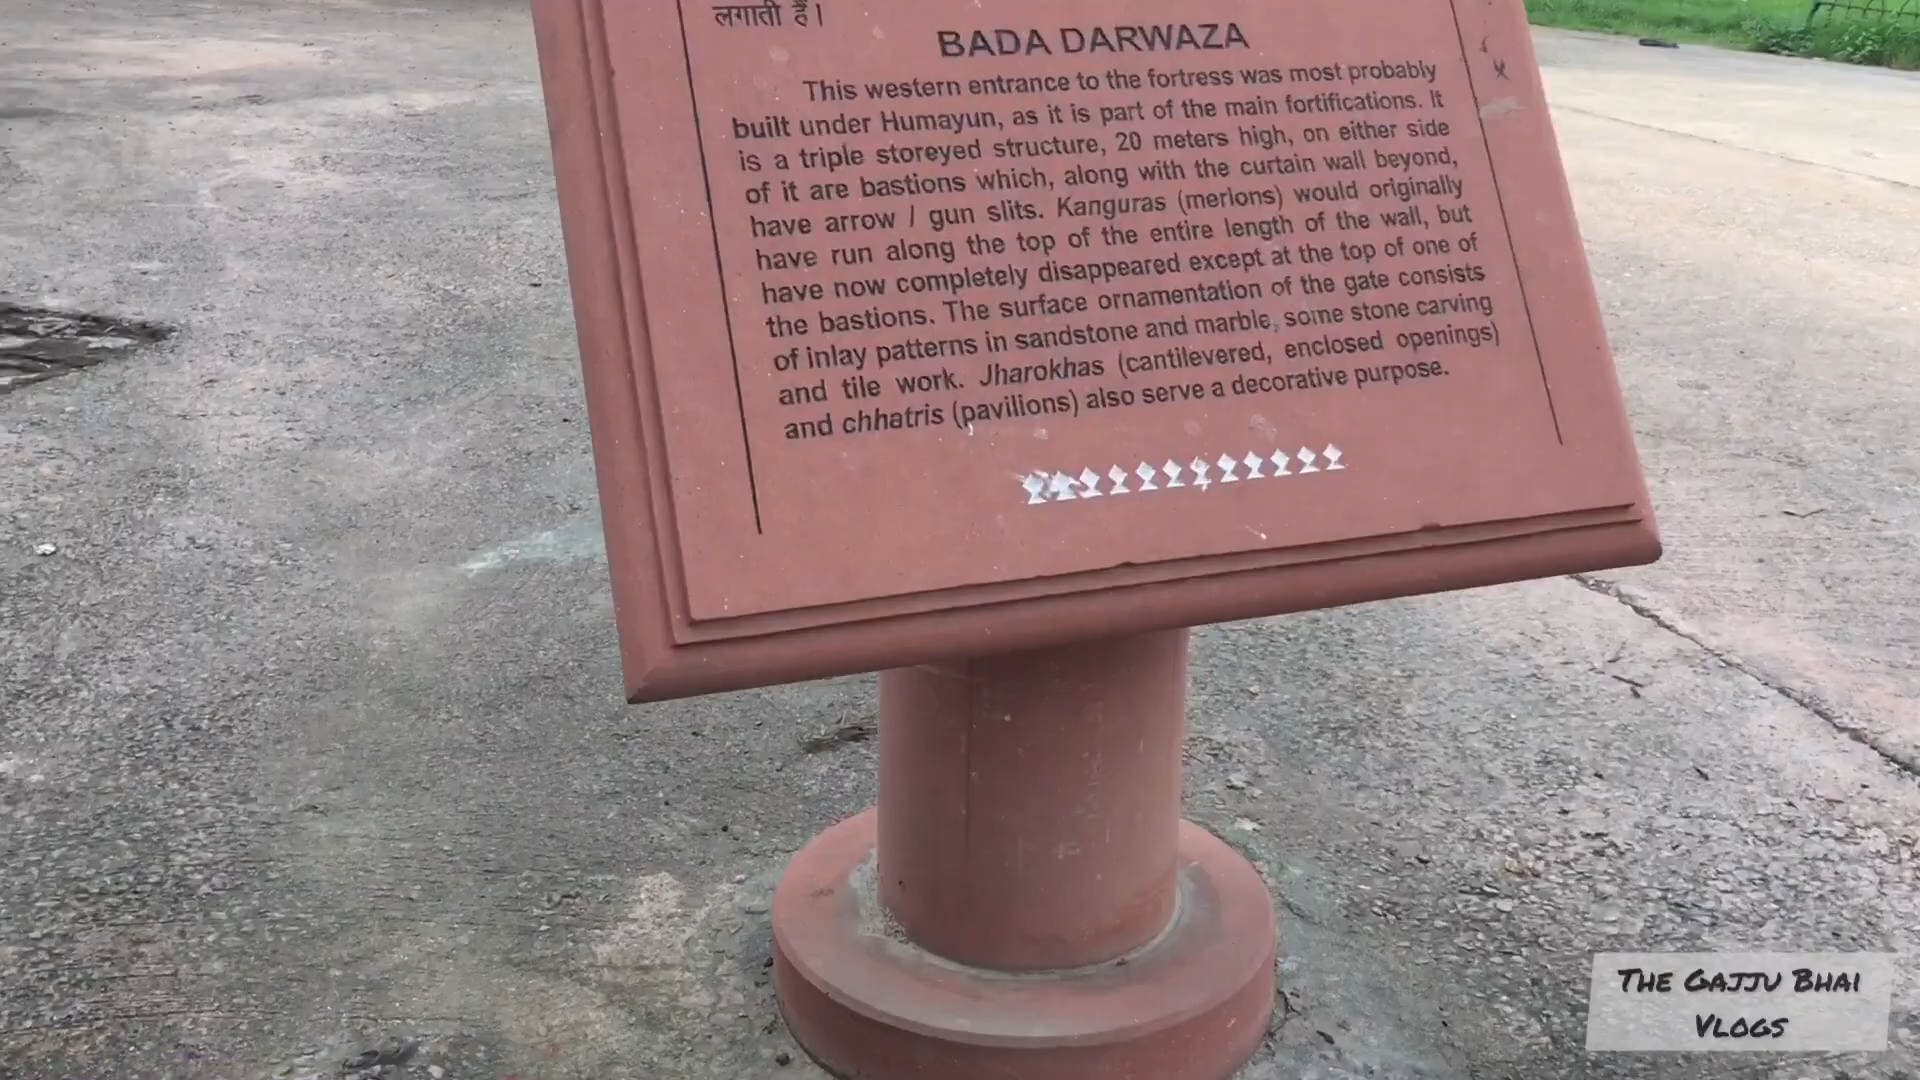 लगाती हैं।
BADA DARWAZA
This western entrance to the fortress was most probably
built under Humayun, as it is part of the main fortifications. It
is a triple storeyed structure, 20 meters high, on either side
of it are bastions which, along with the curtain wall beyond,
have arrow / gun slits. Kanguras (merlons) would originally
have run along the top of the entire length of the wall, but
have now completely disappeared except at the top of one of
the bastions. The surface ornamentation of the gate consists
of inlay patterns in sandstone and marble, some stone carving
and tile work. Jharokhas (cantilevered, enclosed openings)
and chhatris (pavilions) also serve a decorative purpose.
The Gajju Bhai
Vlogs